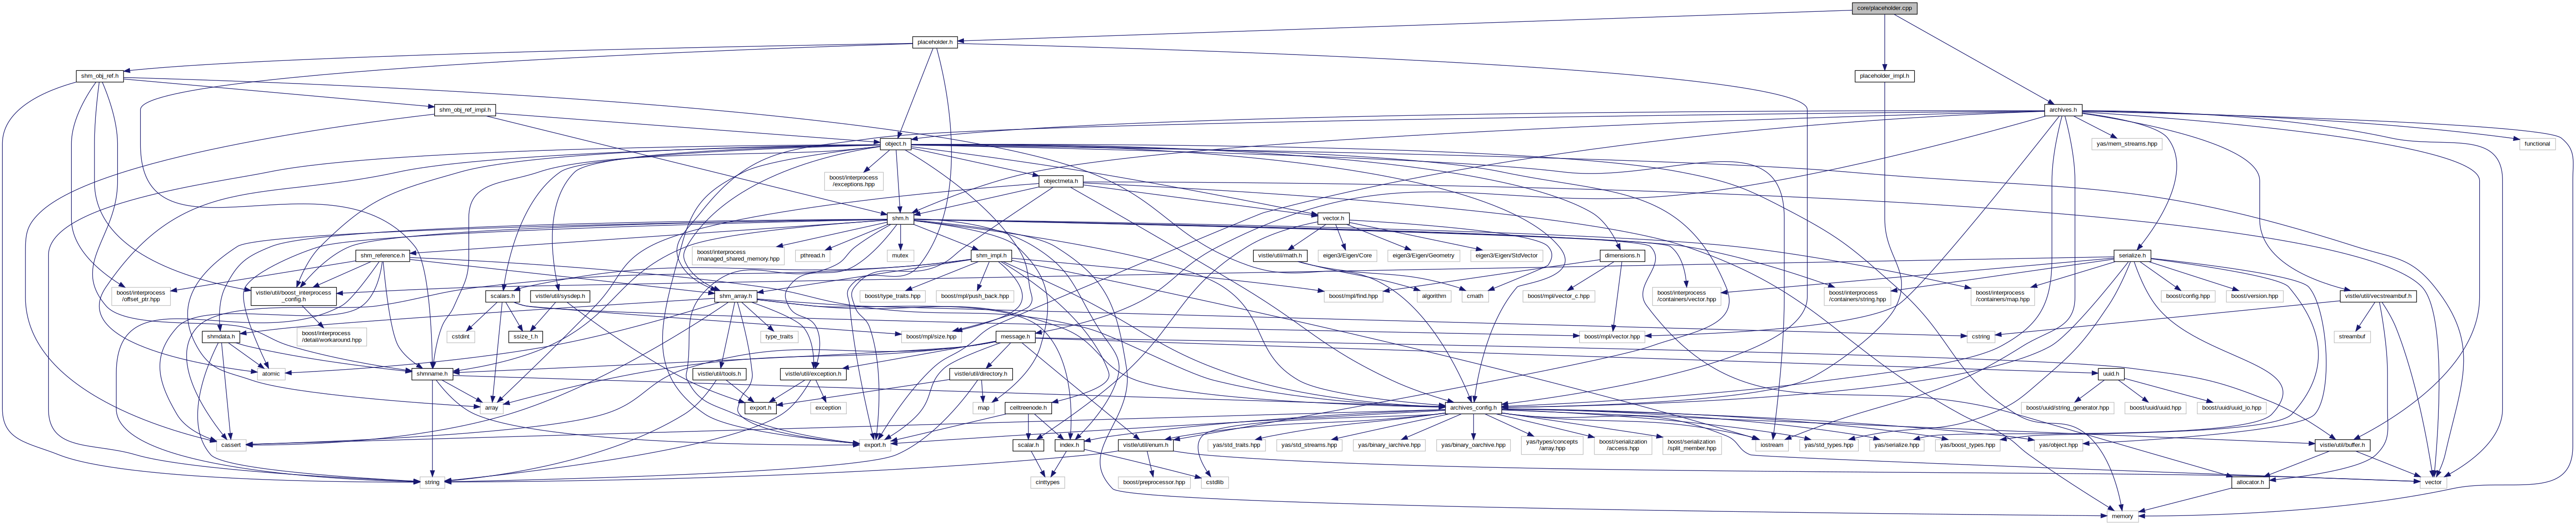 core/placeholder.cpp
placeholder.h
shm_obj_ref.h
placeholder_impl.h
shm_obj_ref_impl.h
archives.h
object.h
yas/mem_streams.hpp
functional
boost/interprocess
/exceptions.hpp
objectmeta.h
shm.h
vector.h
shm_reference.h
boost/interprocess
/managed_shared_memory.hpp
pthread.h
mutex
shm_impl.h
vistle/util/math.h
eigen3/Eigen/Core
eigen3/Eigen/Geometry
eigen3/Eigen/StdVector
dimensions.h
serialize.h
boost/interprocess
/offset_ptr.hpp
vistle/util/boost_interprocess
_config.h
scalars.h
vistle/util/sysdep.h
shm_array.h
boost/type_traits.hpp
boost/mpl/push_back.hpp
boost/mpl/find.hpp
algorithm
cmath
boost/mpl/vector_c.hpp
boost/interprocess
/containers/vector.hpp
boost/interprocess
/containers/string.hpp
boost/interprocess
/containers/map.hpp
boost/config.hpp
boost/version.hpp
vistle/util/vecstreambuf.h
shmdata.h
boost/interprocess
/detail/workaround.hpp
cstdint
ssize_t.h
type_traits
boost/mpl/size.hpp
message.h
boost/mpl/vector.hpp
cstring
streambuf
atomic
shmname.h
vistle/util/tools.h
vistle/util/exception.h
vistle/util/directory.h
uuid.h
array
export.h
exception
map
celltreenode.h
archives_config.h
boost/uuid/string_generator.hpp
boost/uuid/uuid.hpp
boost/uuid/uuid_io.hpp
cassert
export.h
scalar.h
index.h
vistle/util/enum.h
yas/std_traits.hpp
yas/std_streams.hpp
yas/binary_iarchive.hpp
yas/binary_oarchive.hpp
yas/types/concepts
/array.hpp
boost/serialization
/access.hpp
boost/serialization
/split_member.hpp
iostream
yas/std_types.hpp
yas/serialize.hpp
yas/boost_types.hpp
yas/object.hpp
vistle/util/buffer.h
string
cinttypes
boost/preprocessor.hpp
cstdlib
allocator.h
vector
memory